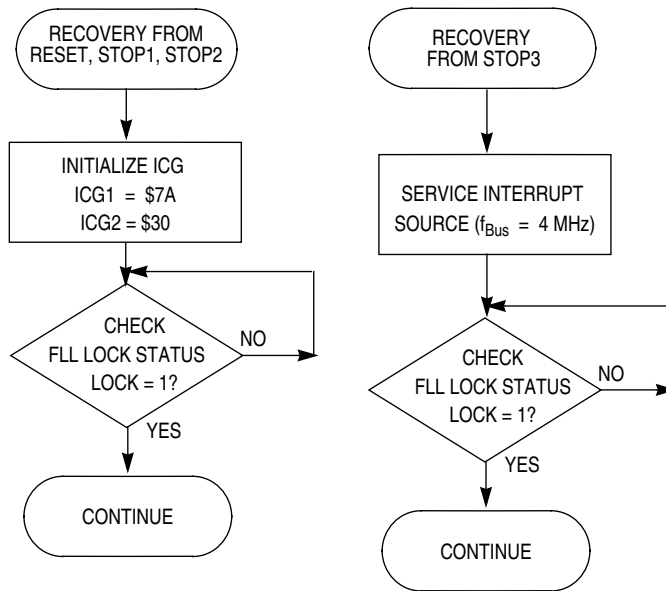 RECOVERY FROM
RESET, STOP1, STOP2
INITIALIZE ICG
ICG1 = $7A
ICG2 = $30
CHECK
FLL LOCK STATUS
LOCK = 1?
NO
YES
CONTINUE
RECOVERY
FROM STOP3
SERVICE INTERRUPT
SOURCE (fBus = 4 MHz)
CHECK
FLL LOCK STATUS
LOCK = 1?
NO
YES
CONTINUE